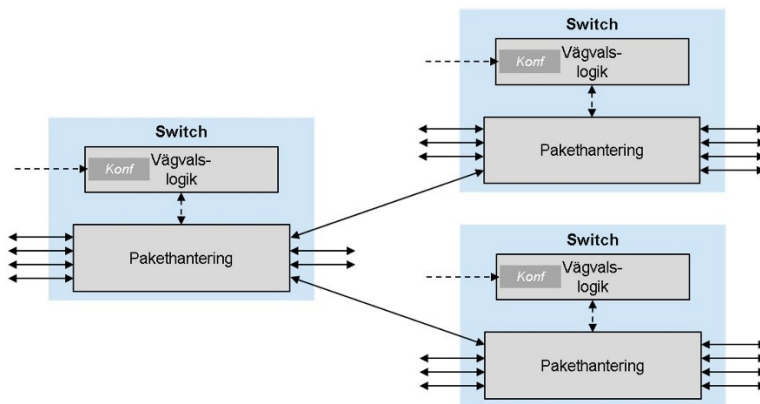 Switch
Konf
Vägvals-
logik
Pakethantering
Switch
Konf
Vägvals-
logik
Pakethantering
Switch
Konf
Vägvals-
logik
Pakethantering